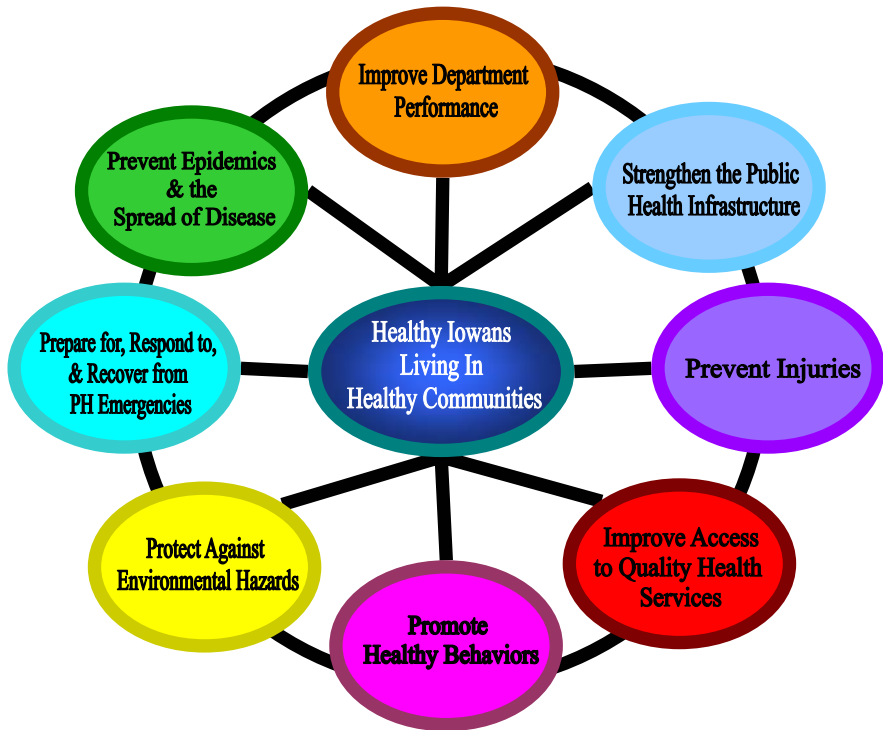 Improve Department
Performance
Prevent Epidemics
& the
Spread of Disease
Strengthen the Public
Health Infrastructure
Prepare for, Respond to,
& Recover from
PH Emergencies
Healthy Iowans
Living In
Healthy Communities
Prevent Injuries
Protect Against
Environmental Hazards
Improve Access
to Quality Health
Services
Promote
Healthy Behaviors